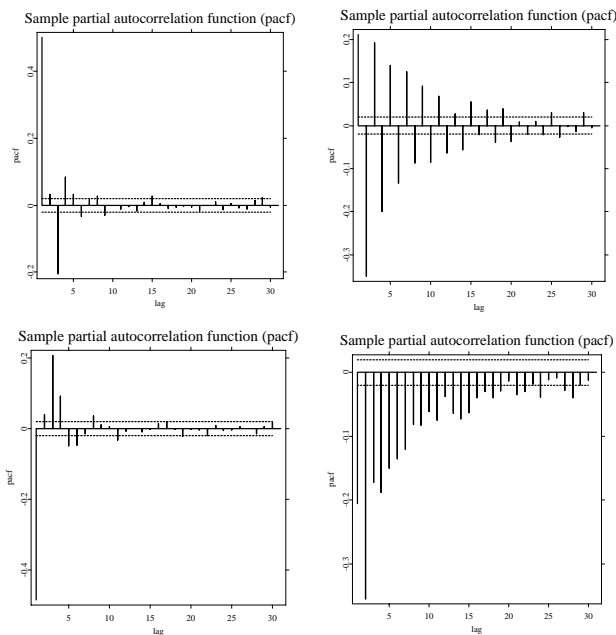 Sample partial autocorrelation function (pacf)
0.4
0.2
0
-0.2
pacf
5 10 15 20 25 30
lag
Sample partial autocorrelation function (pacf)
0.2
0.1
0
-0.1
-0.2
-0.3
pacf
5 10 15 20 25 30
lag
Sample partial autocorrelation function (pacf)
0.2
0
-0.2
-0.4
pacf
5 10 15 20 25 30
lag
Sample partial autocorrelation function (pacf)
0
-0.1
-0.2
-0.3
pacf
5 10 15 20 25 30
lag